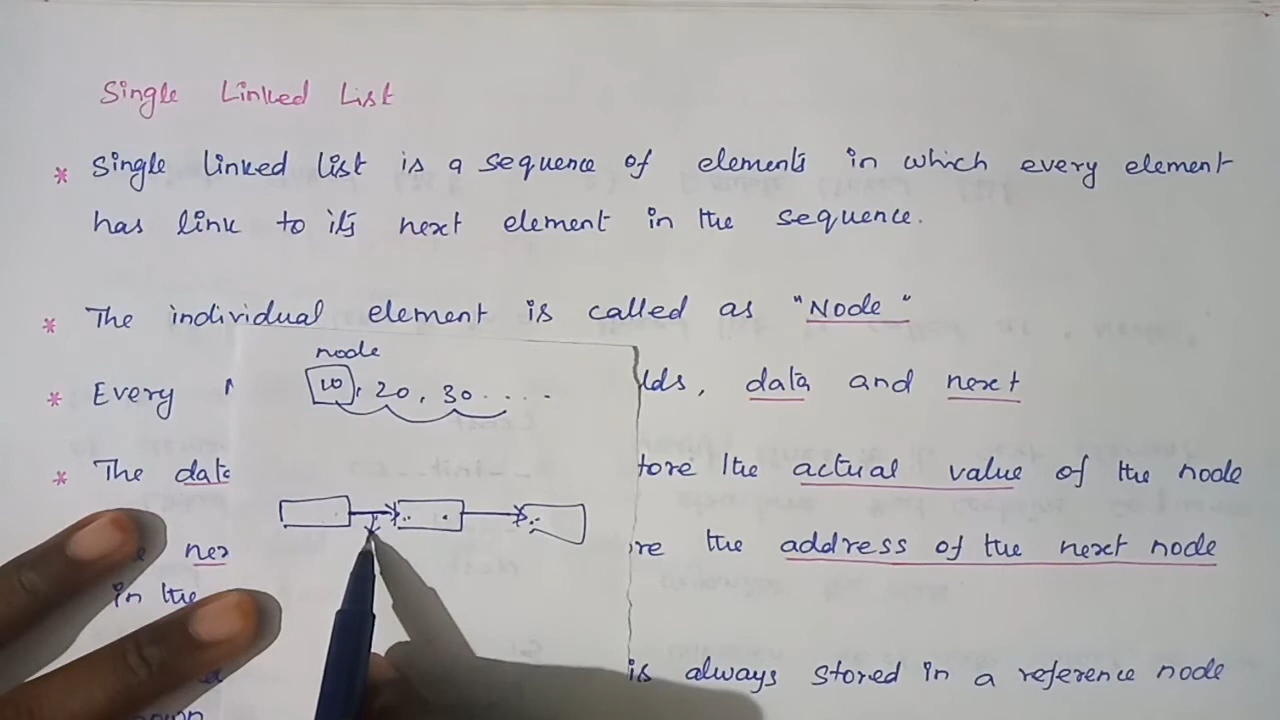 Single Linked List
* Single linked list is a sequence of elements in which every element
has link to its next element in the sequence.
* The individual element is called as "Node"
node
* Every
10, 20, 30 . . . .
data and next
* The data
the actual value of the node
the address of the next node
in the
is always stored in a reference node